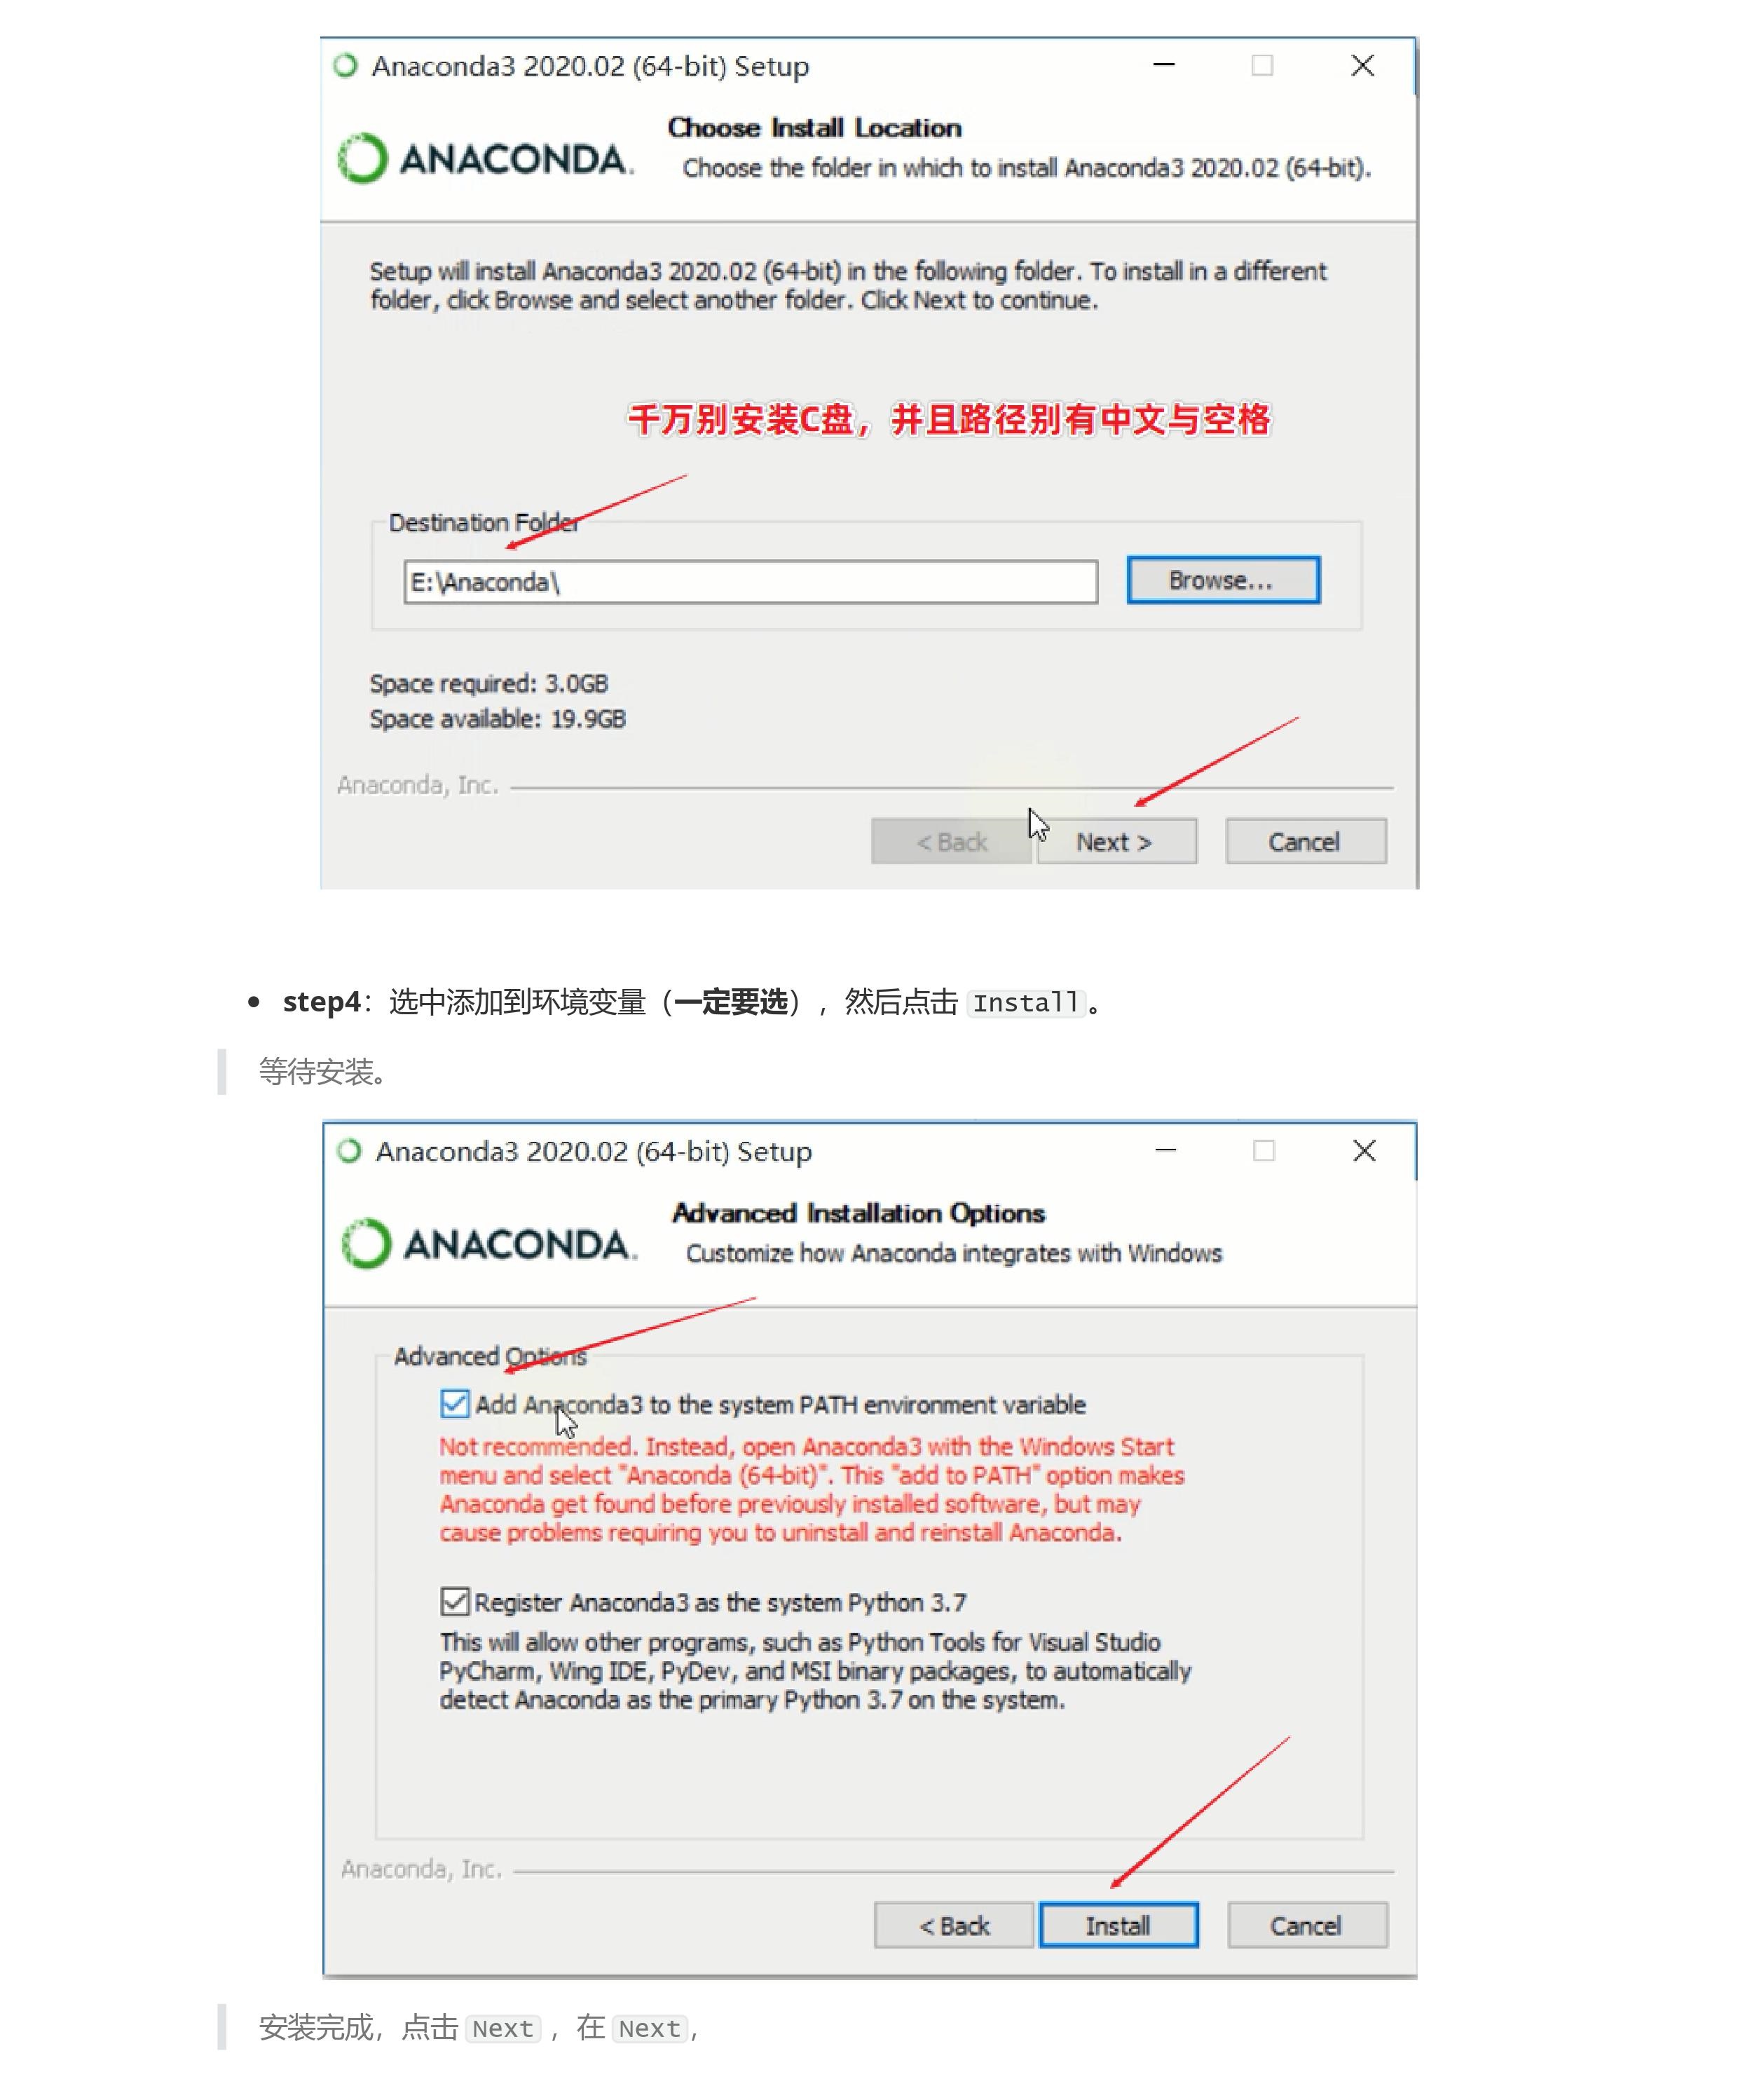 Anaconda3 2020.02 (64-bit) Setup
ANACONDA.
Choose Install Location
Choose the folder in which to install Anaconda3 2020.02 (64-bit).
Setup will install Anaconda3 2020.02 (64-bit) in the following folder. To install in a different
folder, click Browse and select another folder. Click Next to continue.
千万别安装C盘，并且路径别有中文与空格
Destination Folder
E:\Anaconda\
Browse...
Space required: 3.0GB
Space available: 19.9GB
Anaconda, Inc.
< Back
Next >
Cancel
• step4：选中添加到环境变量（一定要选），然后点击 Install。
等待安装。
Anaconda3 2020.02 (64-bit) Setup
ANACONDA.
Advanced Installation Options
Customize how Anaconda integrates with Windows
Advanced Options
Add Anaconda3 to the system PATH environment variable
Not recommended. Instead, open Anaconda3 with the Windows Start
menu and select "Anaconda (64-bit)". This "add to PATH" option makes
Anaconda get found before previously installed software, but may
cause problems requiring you to uninstall and reinstall Anaconda.
Register Anaconda3 as the system Python 3.7
This will allow other programs, such as Python Tools for Visual Studio
PyCharm, Wing IDE, PyDev, and MSI binary packages, to automatically
detect Anaconda as the primary Python 3.7 on the system.
Anaconda, Inc.
< Back
Install
Cancel
安装完成，点击 Next ，在 Next，